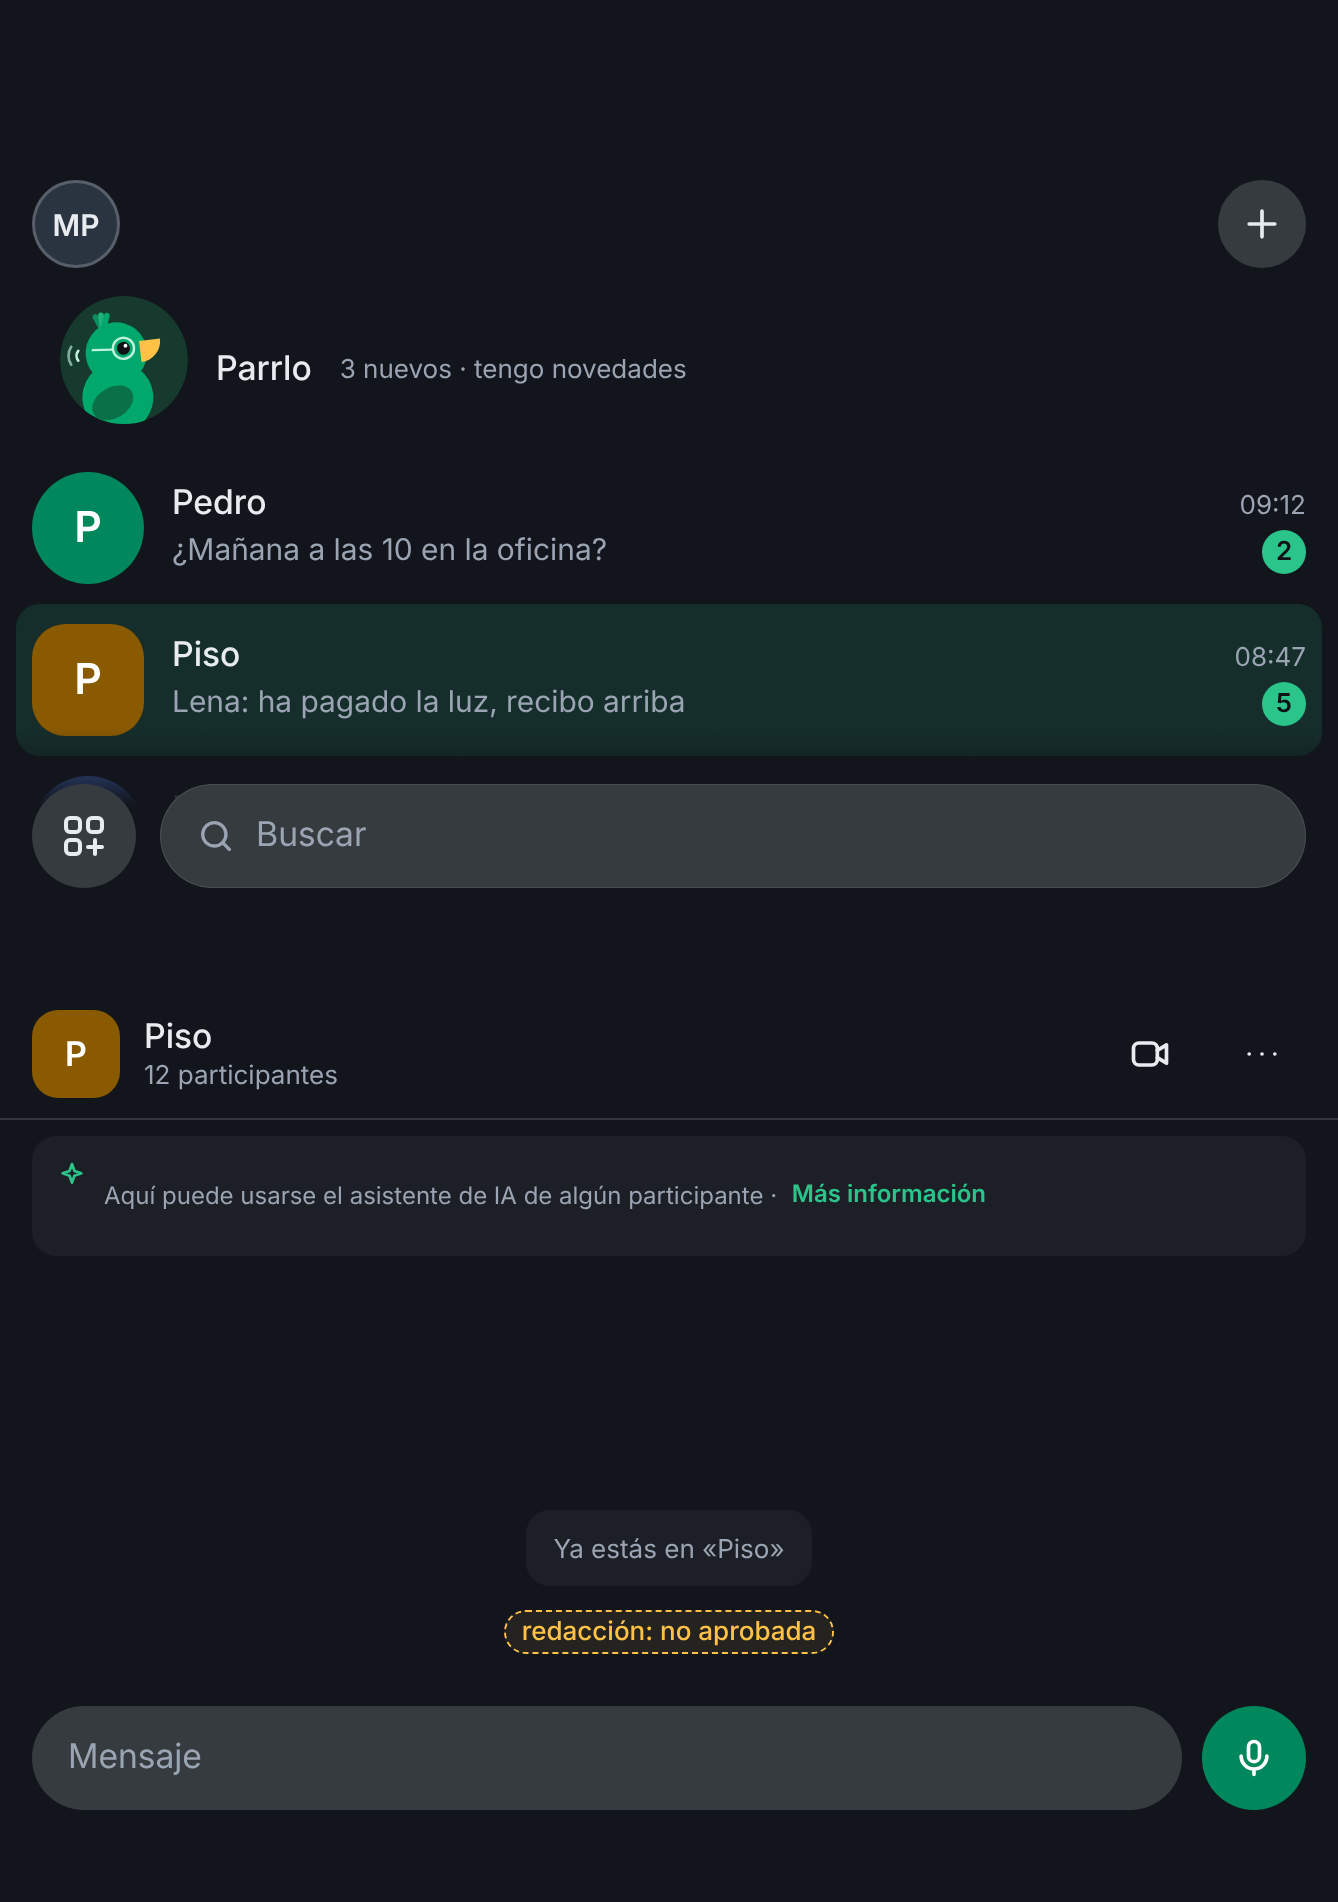 MP
Parrlo 3 nuevos · tengo novedades
P
Pedro 09:12
¿Mañana a las 10 en la oficina? 2
P
Piso 08:47
Lena: ha pagado la luz, recibo arriba 5
Buscar
P
Piso
12 participantes
Aquí puede usarse el asistente de IA de algún participante · Más información
Ya estás en «Piso»
redacción: no aprobada
Mensaje